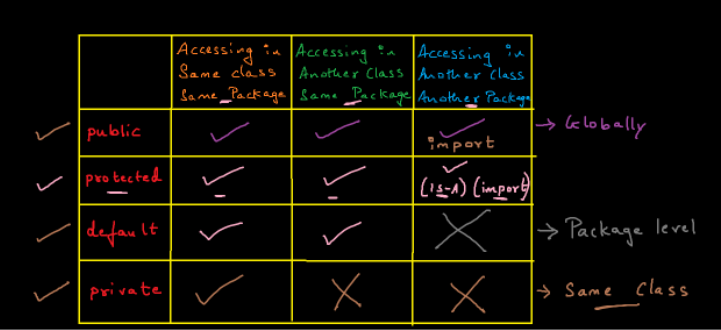 Accessing in
Same class
Same Package
Accessing in
Another Class
Same Package
Accessing in
Another Class
Another Package
public
import
→ Globally
protected
(IS-A) (import)
default
→ Package level
private
→ Same Class